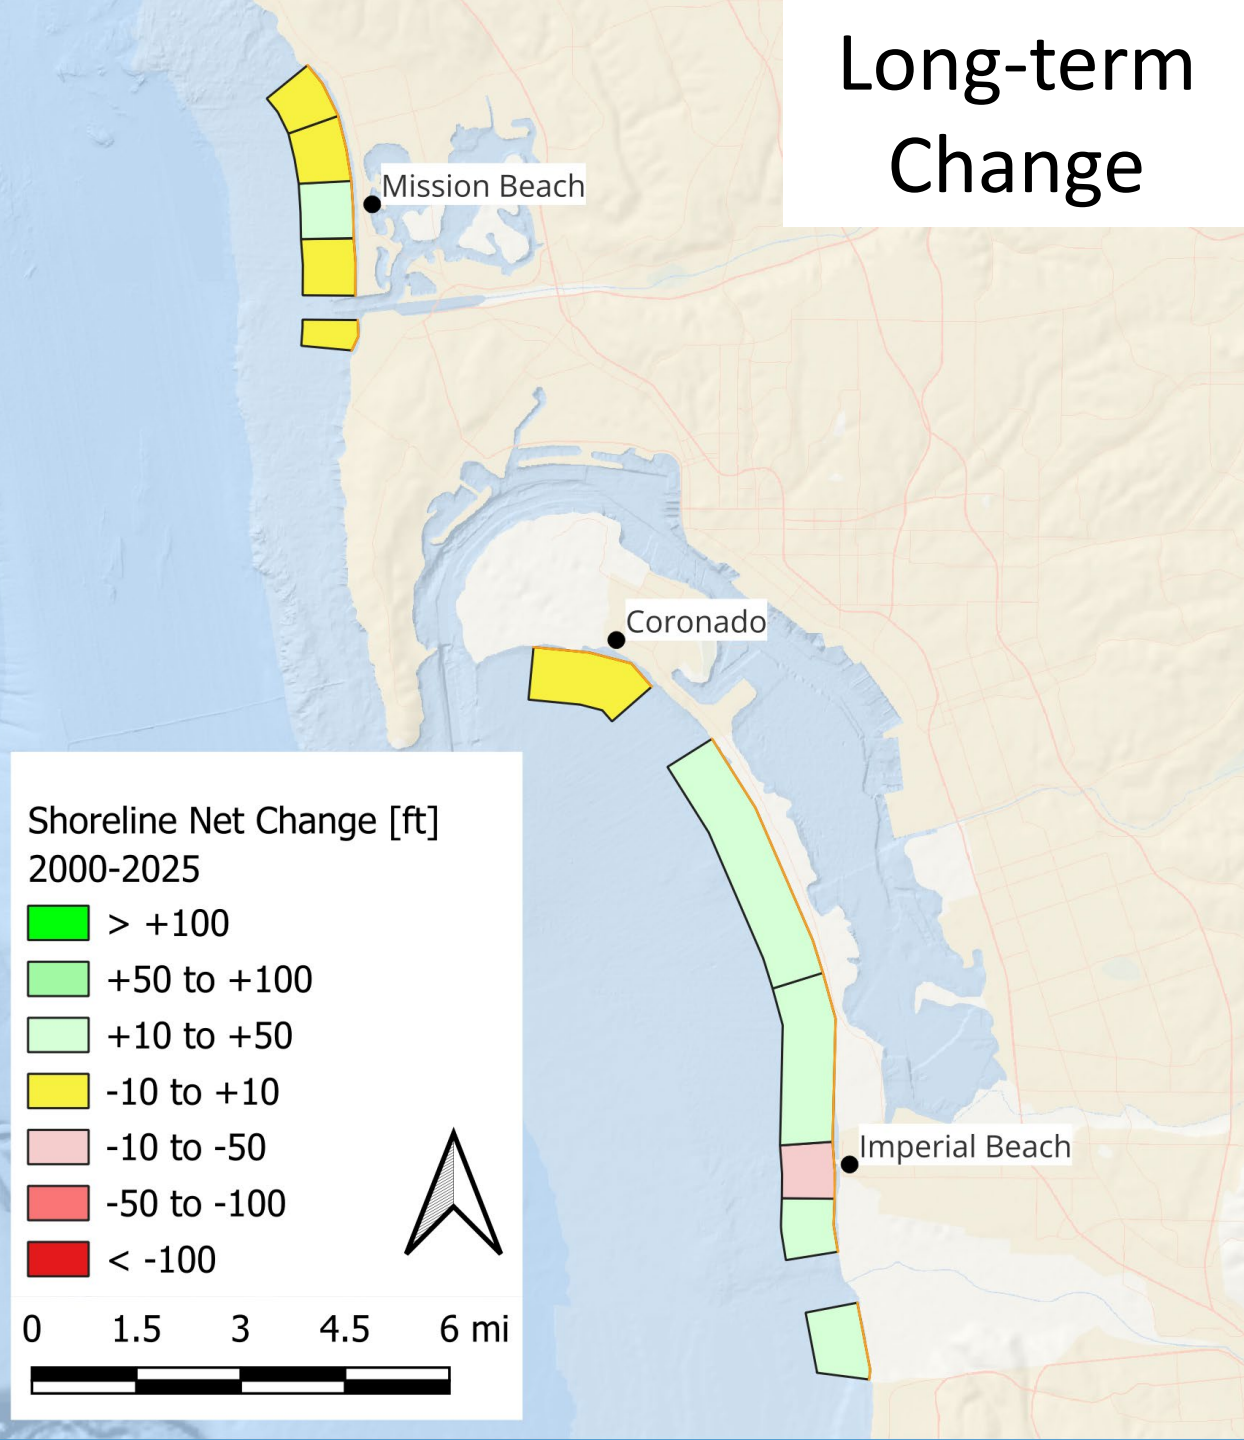 Long-term
Change
Mission Beach
Coronado
Imperial Beach
Shoreline Net Change [ft]
2000-2025
> +100
+50 to +100
+10 to +50
-10 to +10
-10 to -50
-50 to -100
< -100
0 1.5 3 4.5 6 mi